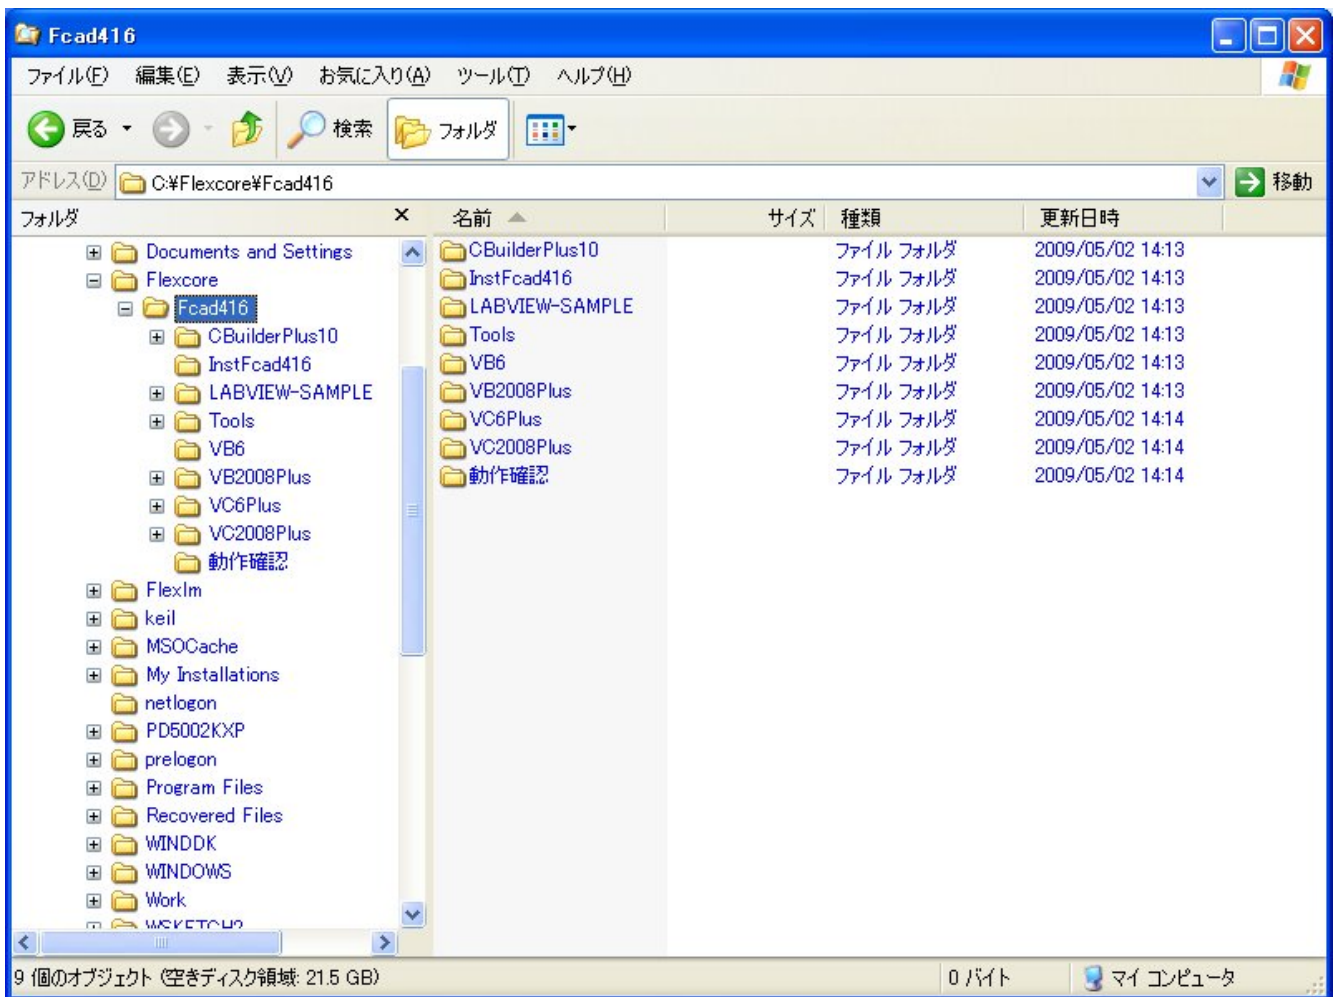 Fcad416
ファイル(F) 編集(E) 表示(V) お気に入り(A) ツール(T) ヘルプ(H)
戻る 検索 フォルダ
アドレス(D) C:¥Flexcore¥Fcad416 移動
フォルダ × 名前 サイズ 種類 更新日時
Documents and Settings
Flexcore
Fcad416
CBuilderPlus10
InstFcad416
LABVIEW-SAMPLE
Tools
VB6
VB2008Plus
VC6Plus
VC2008Plus
動作確認
Flexlm
keil
MSOCache
My Installations
netlogon
PD5002KXP
prelogon
Program Files
Recovered Files
WINDDK
WINDOWS
Work
WSKETCH2
CBuilderPlus10 ファイル フォルダ 2009/05/02 14:13
InstFcad416 ファイル フォルダ 2009/05/02 14:13
LABVIEW-SAMPLE ファイル フォルダ 2009/05/02 14:13
Tools ファイル フォルダ 2009/05/02 14:13
VB6 ファイル フォルダ 2009/05/02 14:13
VB2008Plus ファイル フォルダ 2009/05/02 14:13
VC6Plus ファイル フォルダ 2009/05/02 14:14
VC2008Plus ファイル フォルダ 2009/05/02 14:14
動作確認 ファイル フォルダ 2009/05/02 14:14
9 個のオブジェクト (空きディスク領域: 21.5 GB) 0 バイト マイ コンピュータ